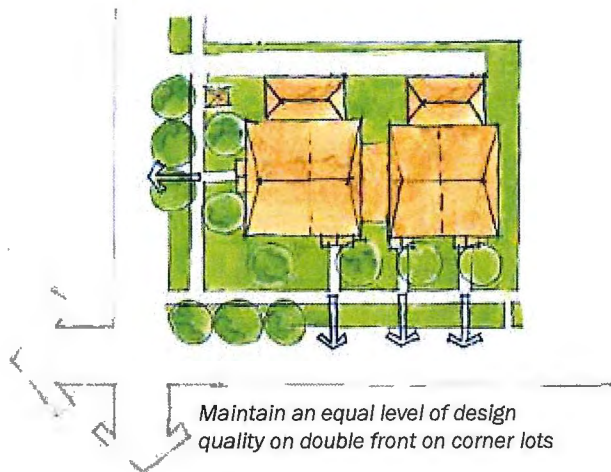 Maintain an equal level of design
quality on double front on corner lots